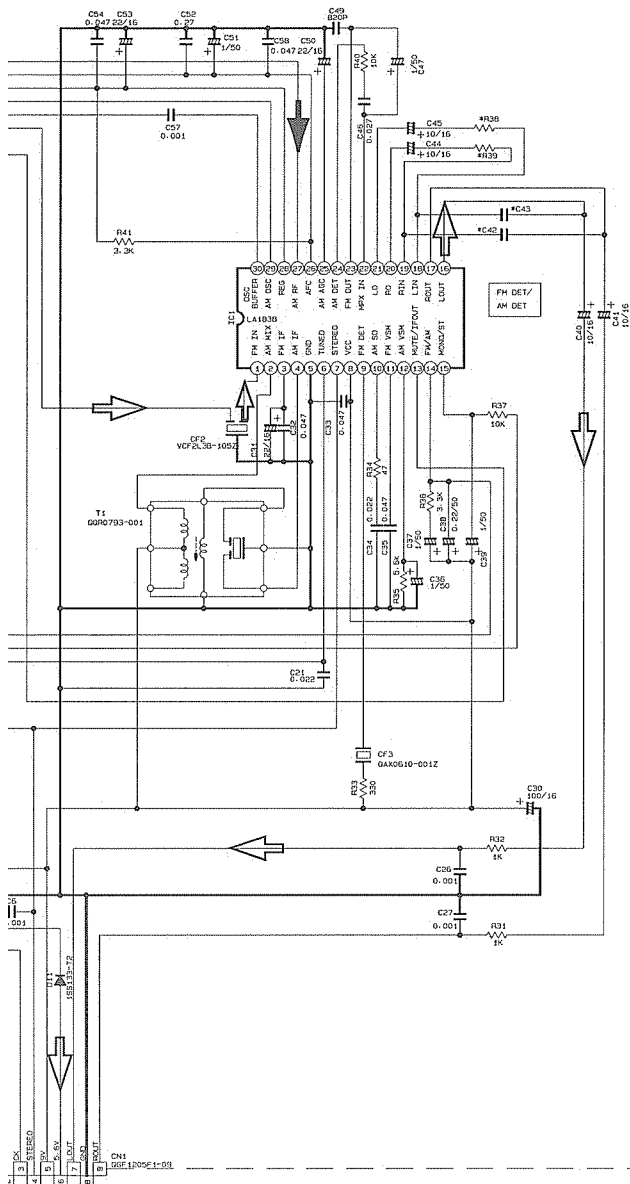 C54
0.047
C53
22/16
C52
0.27
C51
1/50
C58
0.047
C50
22/16
C49
820P
R40
10K
1/50
C47
C46
0.027
C57
0.001
C45
10/16
*R38
C44
10/16
*R39
*C43
*C42
R41
3.3K
30 29 28 27 26 25 24 23 22 21 20 19 18 17 16
OSC BUFFER
AM OSC
REG
AM RF
AFC
AM AGC
AM DET
FM OUT
MPX IN
LO
RO
RIN
LIN
ROUT
LOUT
IC1
LA1838
FM IN
AM MIX
FM IF
AM IF
GND
TUNED
STEREO
VCC
FM DET
AM SD
FM VSM
AM VSM
MUTE/IFOUT
FM/AM
MONO/ST
1 2 3 4 5 6 7 8 9 10 11 12 13 14 15
FM DET/
AM DET
C40
10/16
C41
10/16
CF2
VCF2L3B-105Z
C31
22/16
C32
0.047
C33
0.047
R37
10K
T1
QQR0793-001
R34
47
C34
0.022
C35
0.047
R35
5.6K
C36
1/50
R36
3.3K
C37
1/50
C38
0.22/50
C39
1/50
C21
0.022
CF3
QAX0610-001Z
R33
330
C30
100/16
R32
1K
C26
0.001
C27
0.001
R31
1K
C6
.001
D11
1SS133-T2
CK
STEREO
9V
5.6V
LOUT
GND
ROUT
3
4
5
6
7
8
9
CN1
QGF1205F1-09